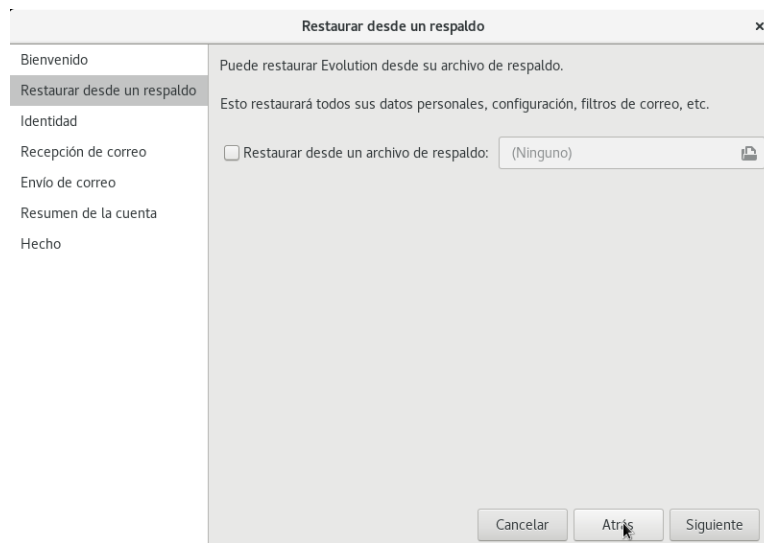 Restaurar desde un respaldo
Bienvenido
Restaurar desde un respaldo
Identidad
Recepción de correo
Envío de correo
Resumen de la cuenta
Hecho
Puede restaurar Evolution desde su archivo de respaldo.
Esto restaurará todos sus datos personales, configuración, filtros de correo, etc.
Restaurar desde un archivo de respaldo: (Ninguno)
Cancelar Atrás Siguiente